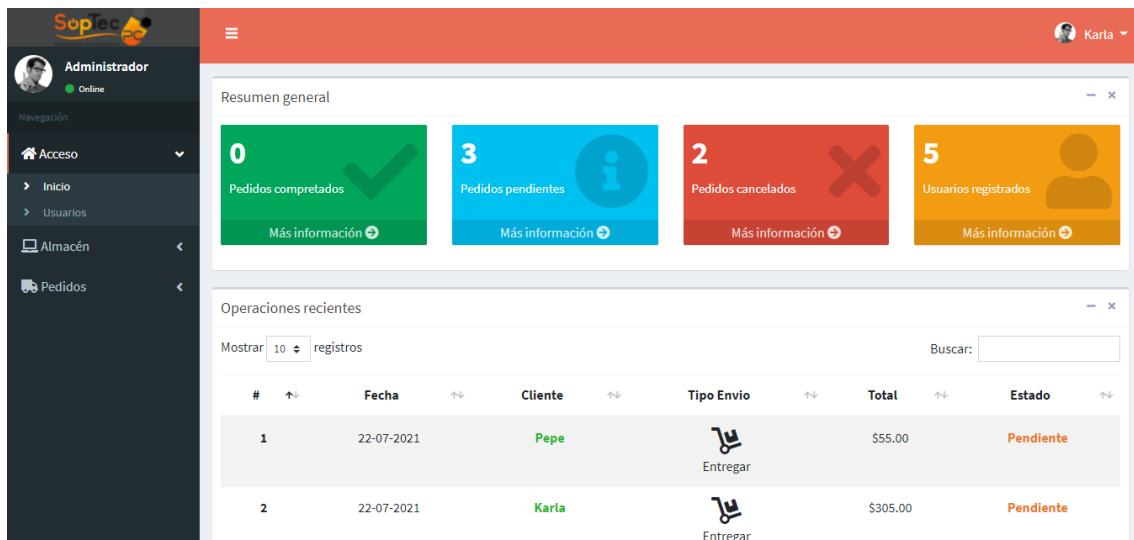 SopTec
PC
Karla
Administrador
Online
Navegación
Acceso
Inicio
Usuarios
Almacén
Pedidos
Resumen general
0
Pedidos compretados
Más información
3
Pedidos pendientes
Más información
2
Pedidos cancelados
Más información
5
Usuarios registrados
Más información
Operaciones recientes
Mostrar 10 registros
Buscar:
# Fecha Cliente Tipo Envio Total Estado
1 22-07-2021 Pepe Entregar $55.00 Pendiente
2 22-07-2021 Karla Entregar $305.00 Pendiente